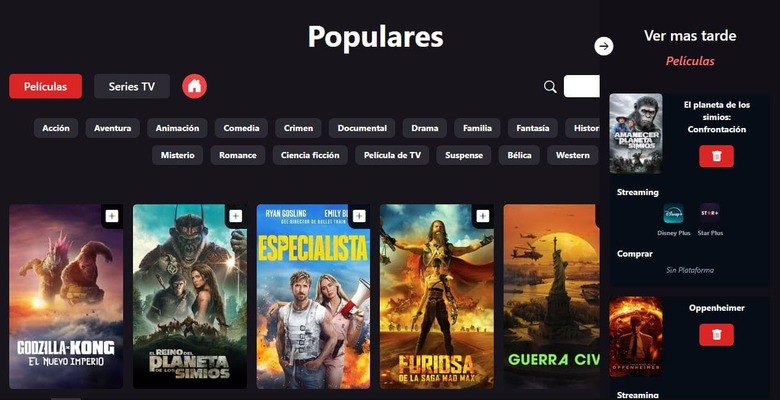 Populares
Películas
Series TV
Acción
Aventura
Animación
Comedia
Crimen
Documental
Drama
Familia
Fantasía
Histor
Misterio
Romance
Ciencia ficción
Película de TV
Suspense
Bélica
Western
GODZILLA-KONG
EL NUEVO IMPERIO
EL REINO DEL
PLANETA
DE LOS
SIMIOS
RYAN GOSLING
EMILY B
DEL DIRECTOR DE BULLET TRAIN
ESPECIALISTA
FURIOSA
DE LA SAGA MAD MAX
GUERRA CIV
Ver mas tarde
Películas
AMANECER
PLANETA
SIMIOS
El planeta de los
simios:
Confrontación
Streaming
Disney+
STAR+
Disney Plus
Star Plus
Comprar
Sin Plataforma
OPPENHEIMER
Oppenheimer
Streaming